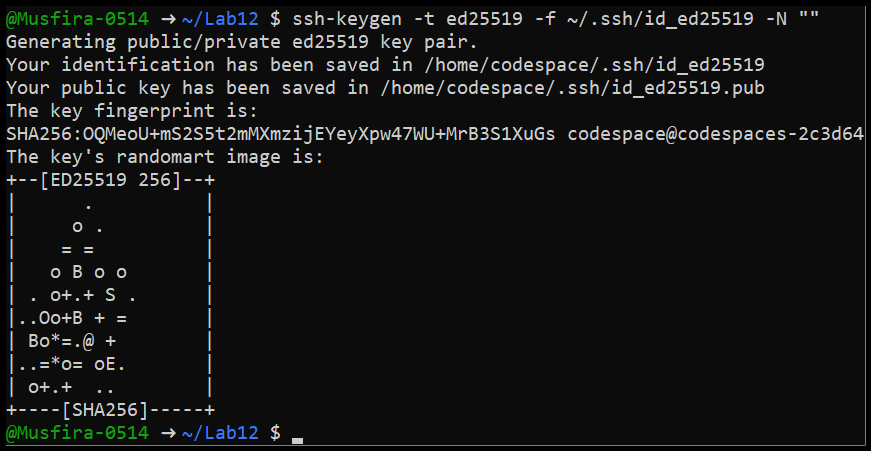 @Musfira-0514 ➜ ~/Lab12 $ ssh-keygen -t ed25519 -f ~/.ssh/id_ed25519 -N ""
Generating public/private ed25519 key pair.
Your identification has been saved in /home/codespace/.ssh/id_ed25519
Your public key has been saved in /home/codespace/.ssh/id_ed25519.pub
The key fingerprint is:
SHA256:OQMeoU+mS2S5t2mMXmzijEYeyXpw47WU+MrB3S1XuGs codespace@codespaces-2c3d64
The key's randomart image is:
+--[ED25519 256]--+
|      .          |
|     o .         |
|    = =          |
|   o B o o       |
| . o+.+ S .      |
|..Oo+B + =       |
| Bo*=.@ +        |
|..=*o= oE.       |
| o+.+  ..        |
+----[SHA256]-----+
@Musfira-0514 ➜ ~/Lab12 $